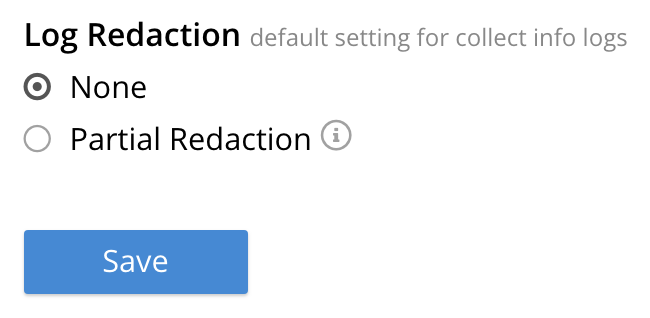 Log Redaction default setting for collect info logs
None
Partial Redaction
Save